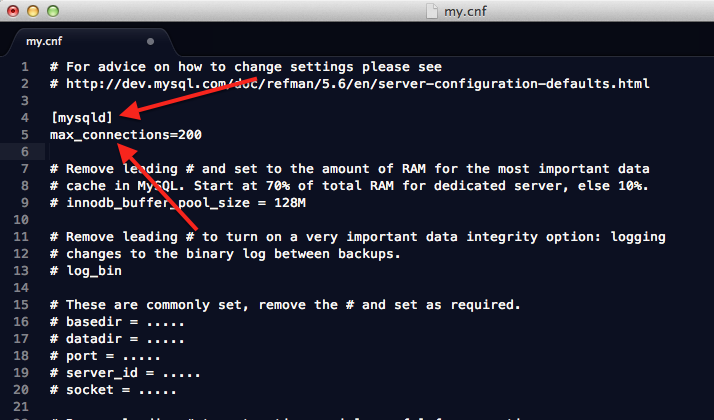 my.cnf
my.cnf
1 # For advice on how to change settings please see
2 # http://dev.mysql.com/doc/refman/5.6/en/server-configuration-defaults.html
3
4 [mysqld]
5 max_connections=200
6
7 # Remove leading # and set to the amount of RAM for the most important data
8 # cache in MySQL. Start at 70% of total RAM for dedicated server, else 10%.
9 # innodb_buffer_pool_size = 128M
10
11 # Remove leading # to turn on a very important data integrity option: logging
12 # changes to the binary log between backups.
13 # log_bin
14
15 # These are commonly set, remove the # and set as required.
16 # basedir = .....
17 # datadir = .....
18 # port = .....
19 # server_id = .....
20 # socket = .....
21